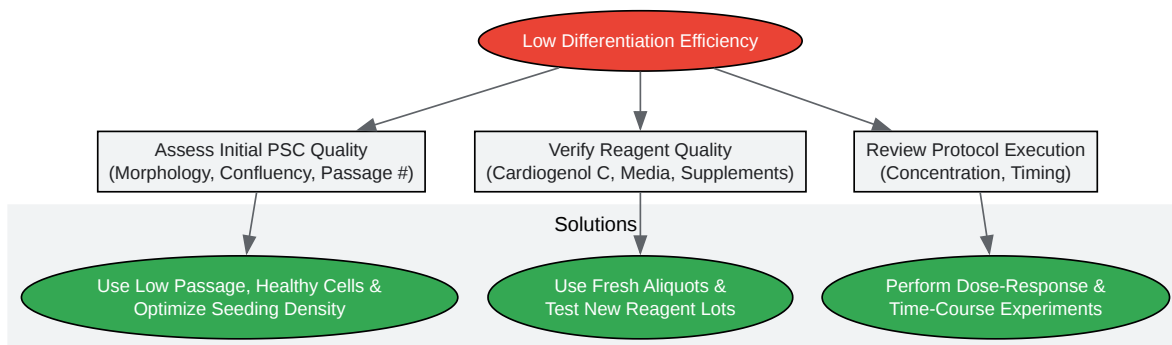 Low Differentiation Efficiency
Assess Initial PSC Quality
(Morphology, Confluency, Passage #)
Verify Reagent Quality
(Cardiogenol C, Media, Supplements)
Review Protocol Execution
(Concentration, Timing)
Solutions
Use Low Passage, Healthy Cells &
Optimize Seeding Density
Use Fresh Aliquots &
Test New Reagent Lots
Perform Dose-Response &
Time-Course Experiments